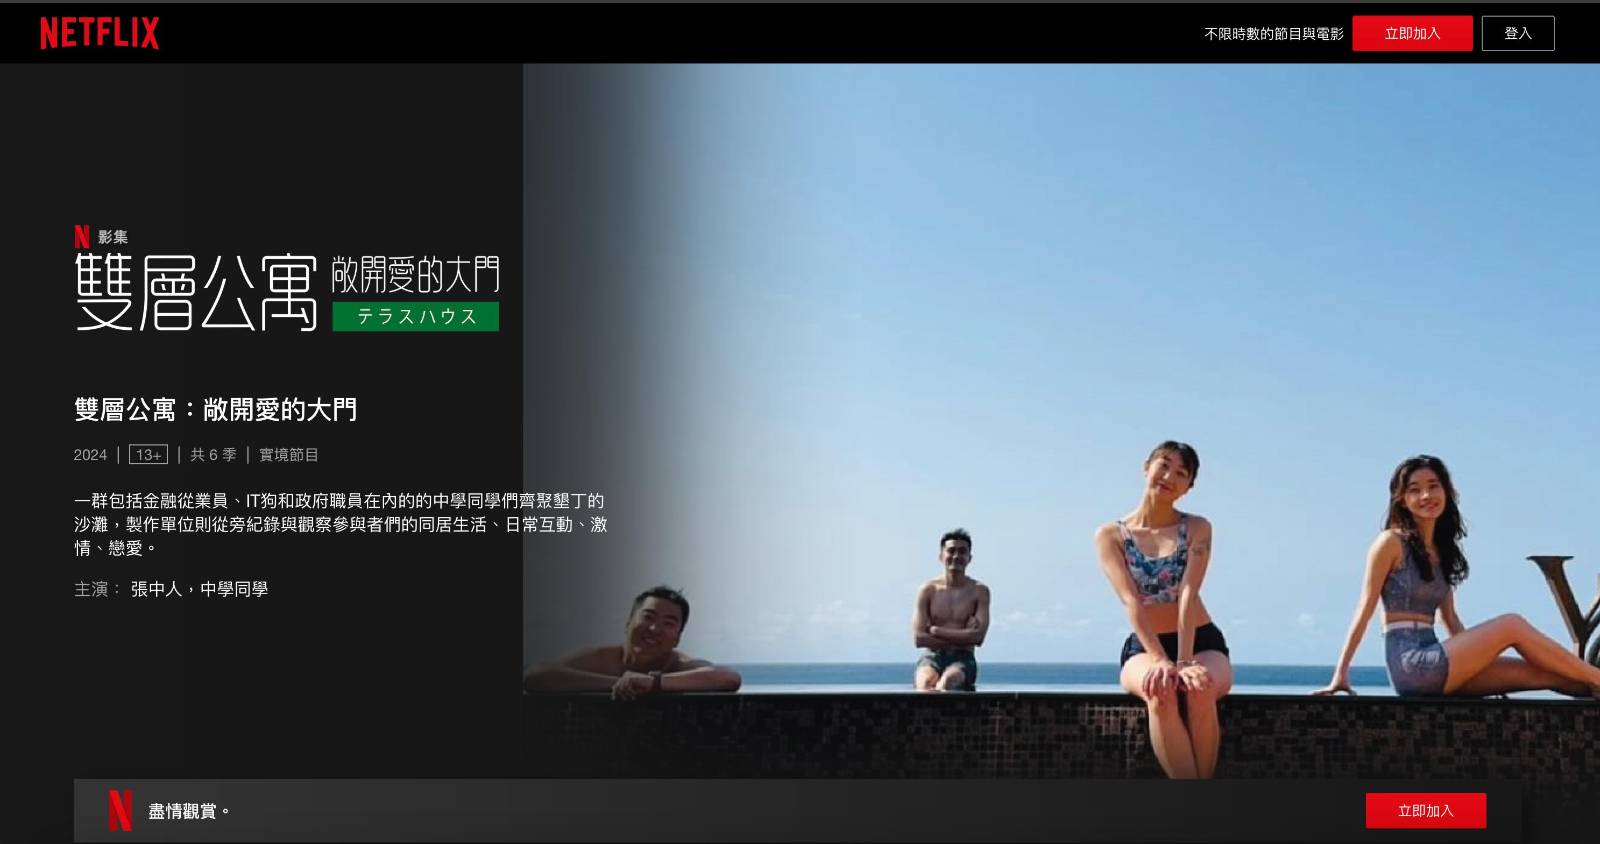 NETFLIX
不限時數的節目與電影
立即加入
登入
N 影集
雙層公寓 敞開愛的大門
テラスハウス
雙層公寓：敞開愛的大門
2024 | 13+ | 共 6 季 | 實境節目
一群包括金融從業員、IT狗和政府職員在內的的中學同學們齊聚墾丁的
沙灘，製作單位則從旁紀錄與觀察參與者們的同居生活、日常互動、激
情、戀愛。
主演： 張中人，中學同學
N 盡情觀賞。
立即加入